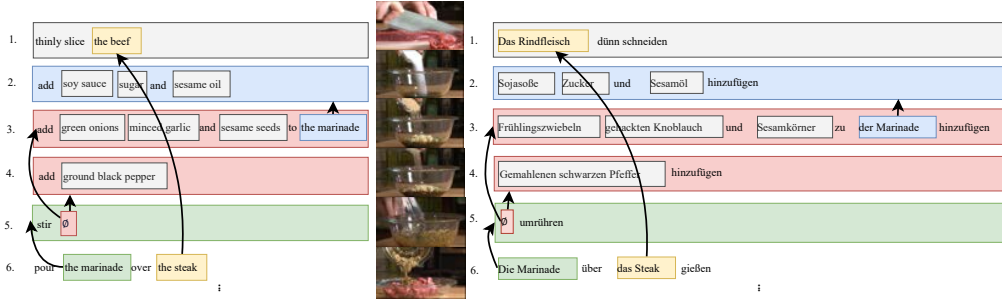 1. thinly slice the beef
2. add soy sauce sugar and sesame oil
3. add green onions minced garlic and sesame seeds to the marinade
4. add ground black pepper
5. stir ∅
6. pour the marinade over the steak
⋮
1. Das Rindfleisch dünn schneiden
2. Sojasoße Zucker und Sesamöl hinzufügen
3. Frühlingszwiebeln gehackten Knoblauch und Sesamkörner zu der Marinade hinzufügen
4. Gemahlenen schwarzen Pfeffer hinzufügen
5. ∅ umrühren
6. Die Marinade über das Steak gießen
⋮